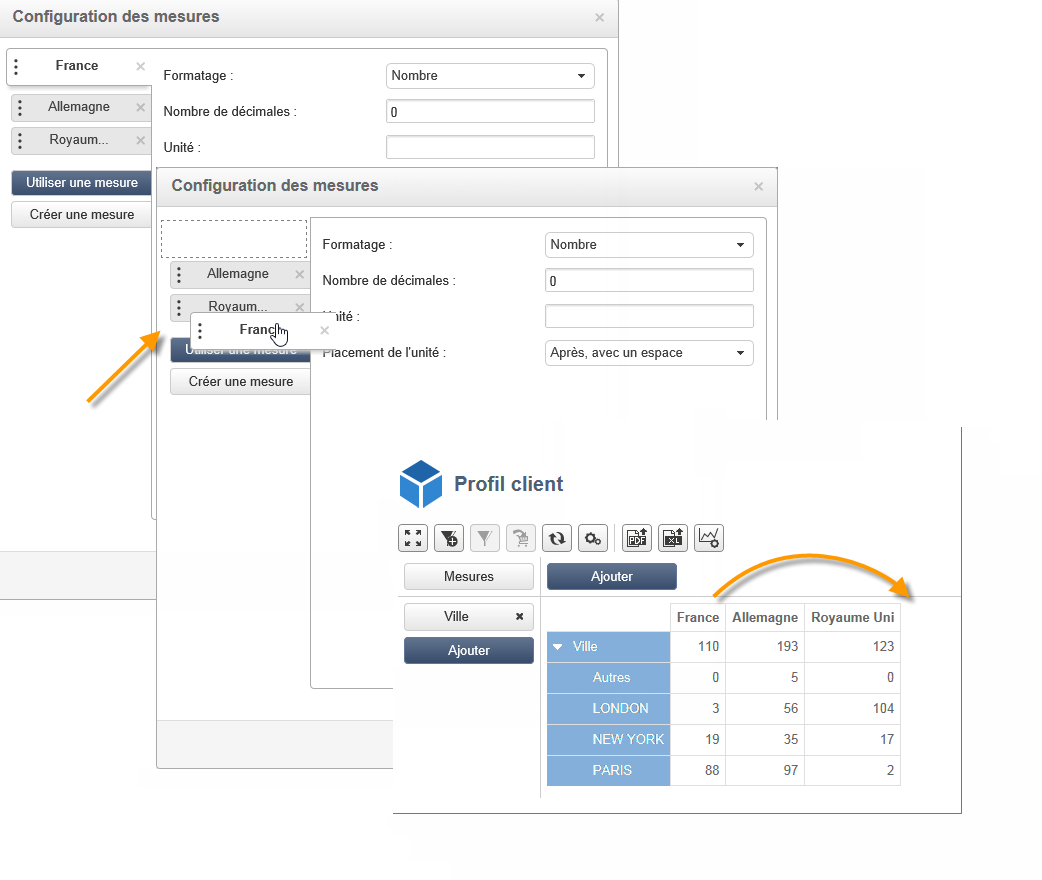 Configuration des mesures
France
Formatage :
Nombre
Allemagne
Nombre de décimales :
0
Royaum...
Unité :
Utiliser une mesure
Créer une mesure
Configuration des mesures
Formatage :
Nombre
Allemagne
Nombre de décimales :
0
Royaum...
nité :
France
Utiliser une mesure
Placement de l'unité :
Après, avec un espace
Créer une mesure
Profil client
PDF
XL
Mesures
Ajouter
Ville
Ajouter
France Allemagne Royaume Uni
Ville 110 193 123
Autres 0 5 0
LONDON 3 56 104
NEW YORK 19 35 17
PARIS 88 97 2